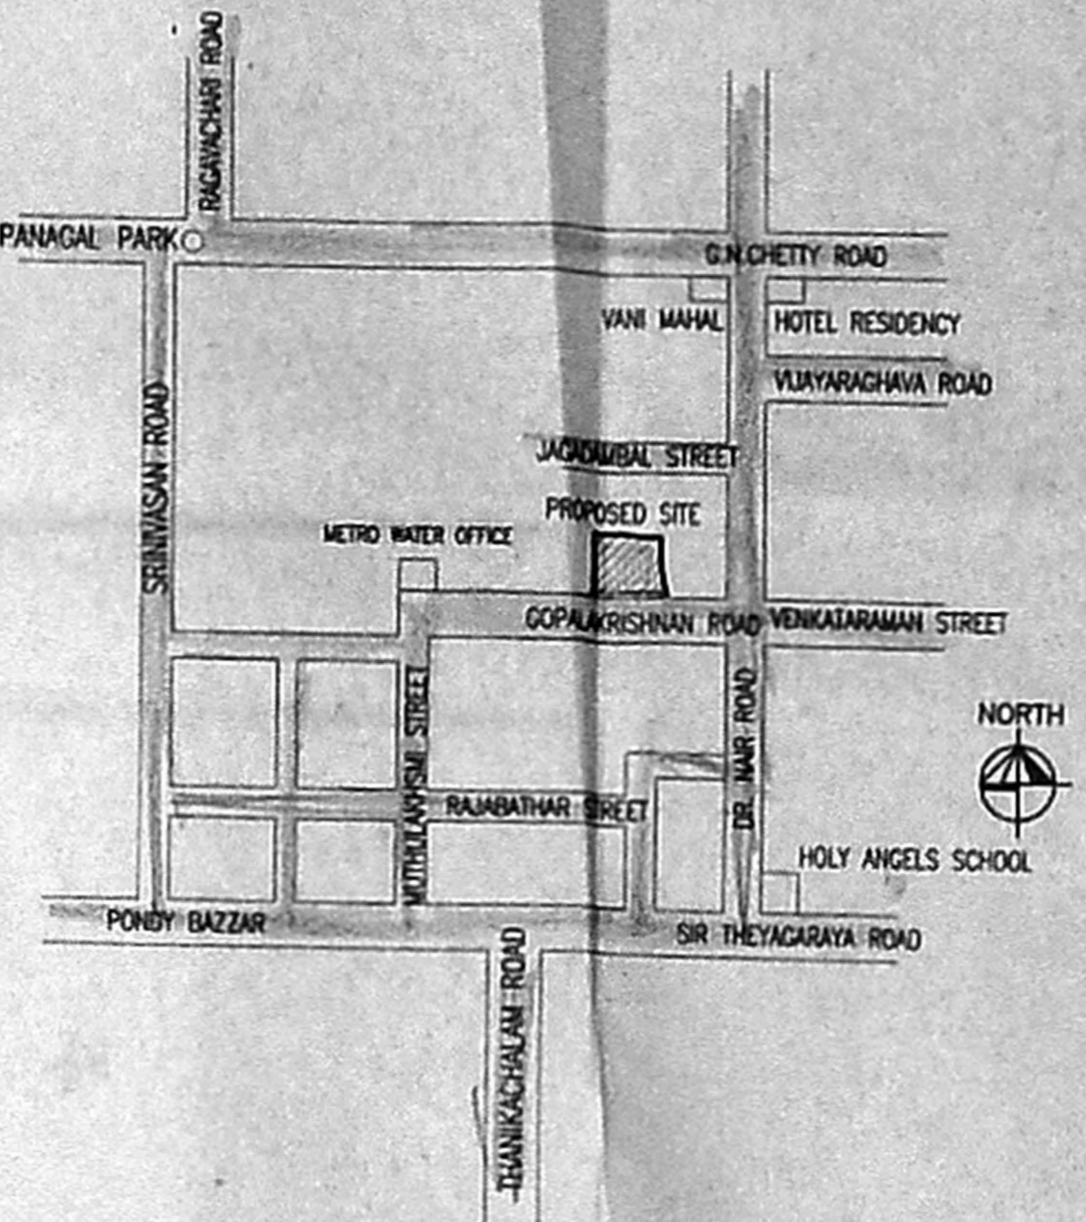 RAGAVACHARI ROAD
PANAGAL PARK
G.N.CHETTY ROAD
VANI MAHAL
HOTEL RESIDENCY
VIJAYARAGHAVA ROAD
SRINIVASAN ROAD
JAGADAMBAL STREET
PROPOSED SITE
METRO WATER OFFICE
GOPALAKRISHNAN ROAD
VENKATARAMAN STREET
MUTHULAKHSMI STREET
DR. NAIR ROAD
NORTH
RAJABATHAR STREET
HOLY ANGELS SCHOOL
PONDY BAZZAR
SIR THEYAGARAYA ROAD
THANIKACHALAM ROAD